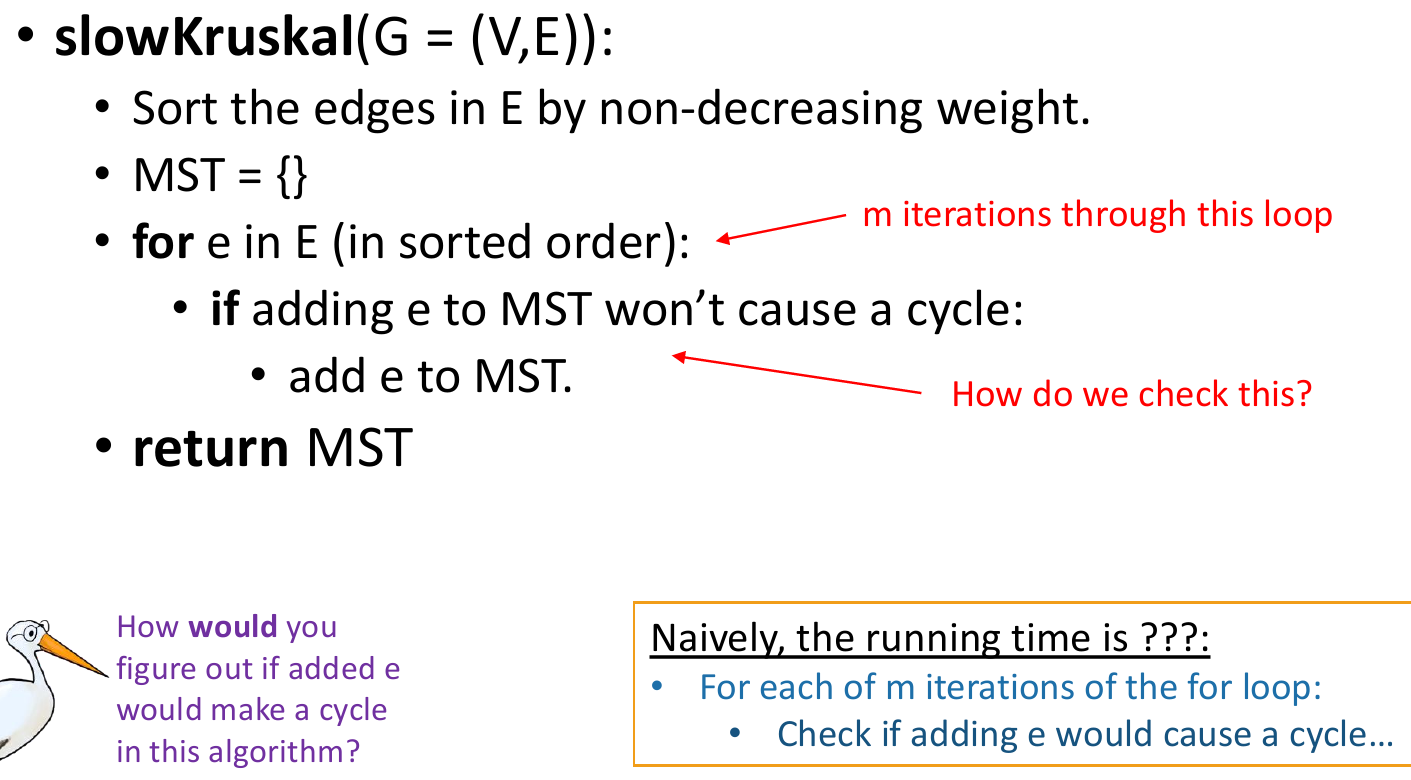 • slowKruskal(G = (V,E)):
• Sort the edges in E by non-decreasing weight.
• MST = {}
m iterations through this loop
• for e in E (in sorted order):
• if adding e to MST won’t cause a cycle:
• add e to MST.
How do we check this?
• return MST
How would you
figure out if added e
would make a cycle
in this algorithm?
Naively, the running time is ???:
• For each of m iterations of the for loop:
• Check if adding e would cause a cycle…